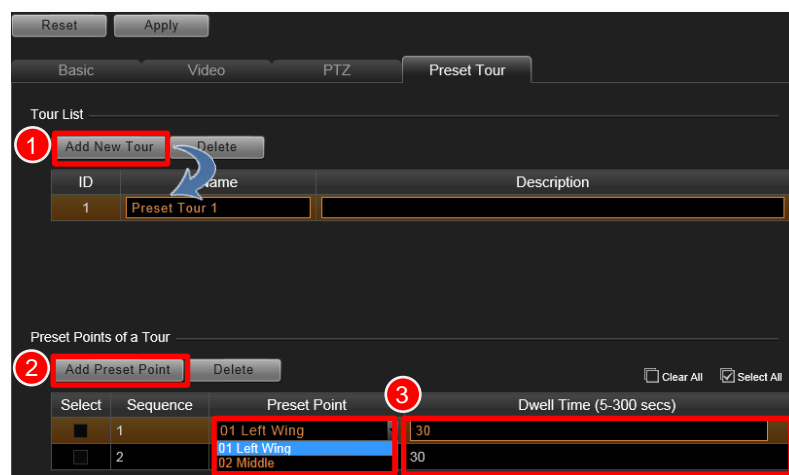 Reset Apply
Basic Video PTZ Preset Tour
Tour List
1 Add New Tour Delete
ID Name Description
1 Preset Tour 1
Preset Points of a Tour
2 Add Preset Point Delete Clear All Select All
3
Select Sequence Preset Point Dwell Time (5-300 secs)
1 01 Left Wing 30
01 Left Wing
2 02 Middle 30